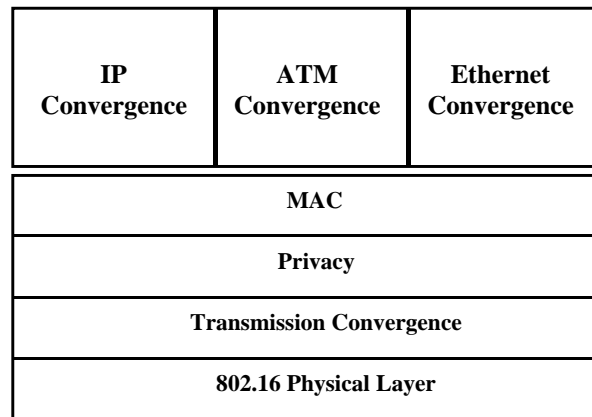 IP
Convergence
ATM
Convergence
Ethernet
Convergence
MAC
Privacy
Transmission Convergence
802.16 Physical Layer